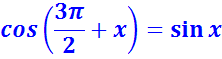 cos(3π/2 + x) = sin x